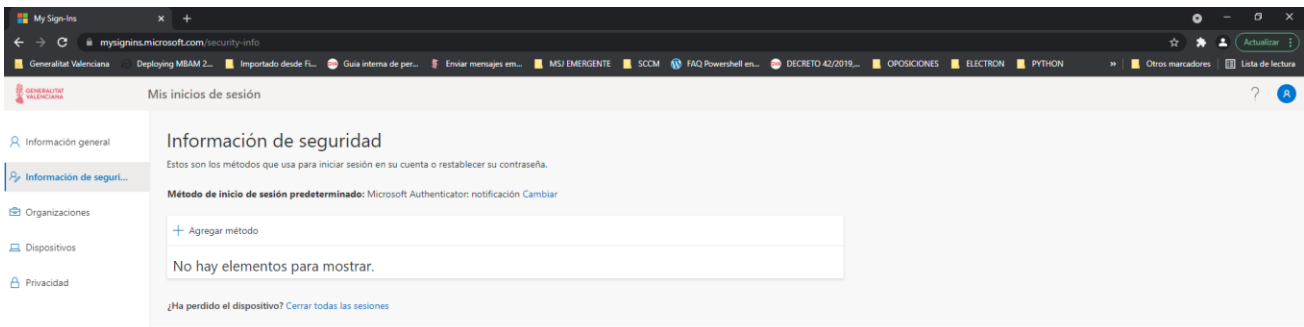 My Sign-Ins
mysignins.microsoft.com/security-info
Actualizar
Generalitat Valenciana
Deploying MBAM 2...
Importado desde Fi...
Guia interna de per...
Enviar mensajes em...
MSJ EMERGENTE
SCCM
FAQ Powershell en...
DECRETO 42/2019,...
OPOSICIONES
ELECTRON
PYTHON
»
Otros marcadores
Lista de lectura
GENERALITAT
VALENCIANA
Mis inicios de sesión
?
Información general
Información de seguri...
Organizaciones
Dispositivos
Privacidad
Información de seguridad
Estos son los métodos que usa para iniciar sesión en su cuenta o restablecer su contraseña.
Método de inicio de sesión predeterminado: Microsoft Authenticator: notificación Cambiar
+ Agregar método
No hay elementos para mostrar.
¿Ha perdido el dispositivo? Cerrar todas las sesiones